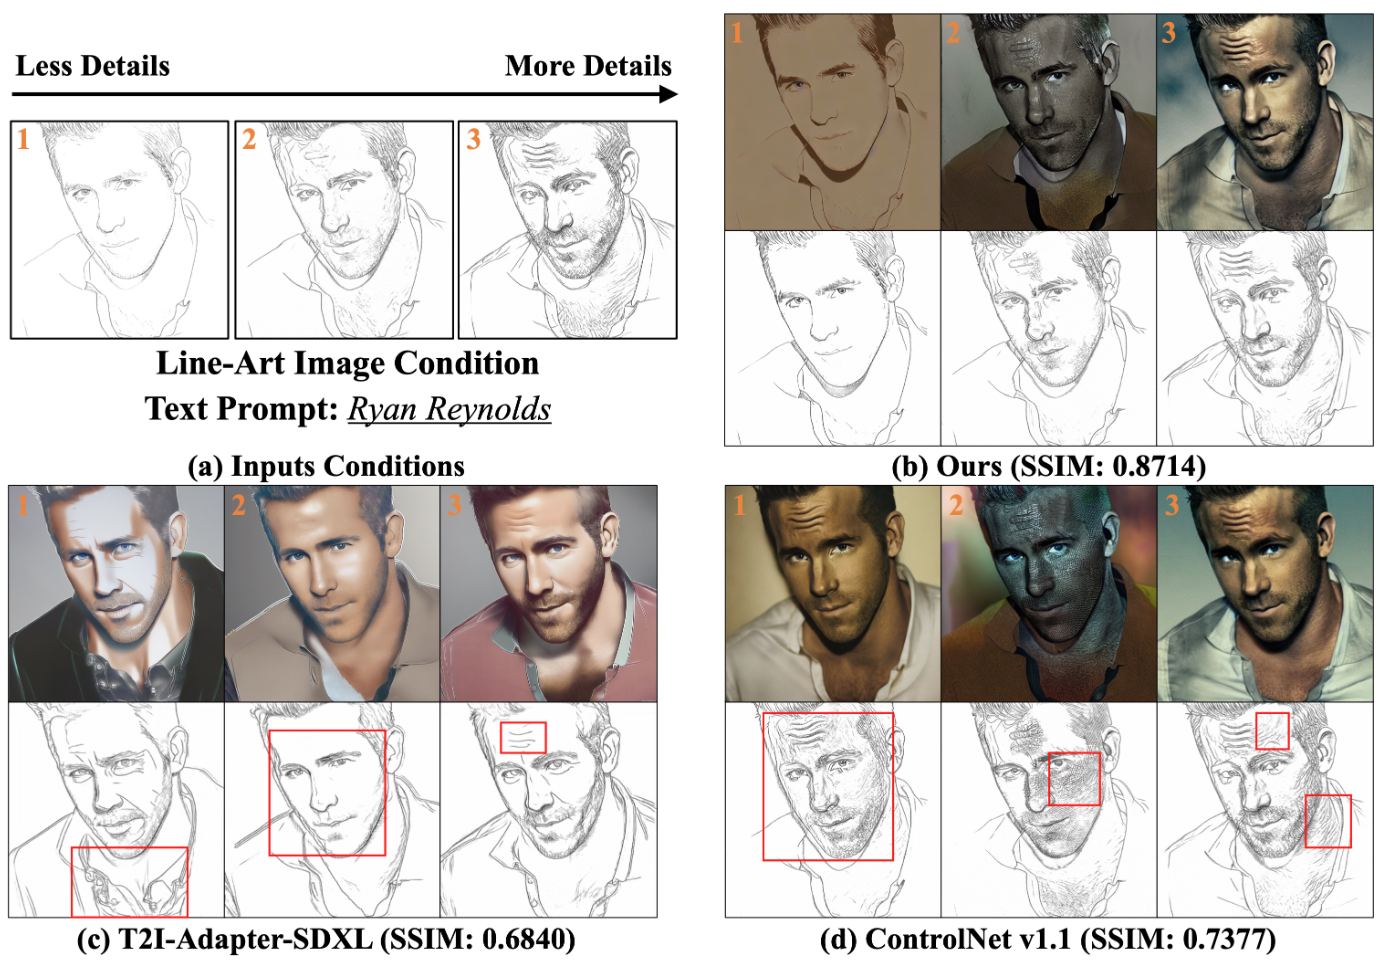 Less Details
More Details
1
2
3
Line-Art Image Condition
Text Prompt: Ryan Reynolds
(a) Inputs Conditions
1
2
3
(b) Ours (SSIM: 0.8714)
1
2
3
(c) T2I-Adapter-SDXL (SSIM: 0.6840)
1
2
3
(d) ControlNet v1.1 (SSIM: 0.7377)